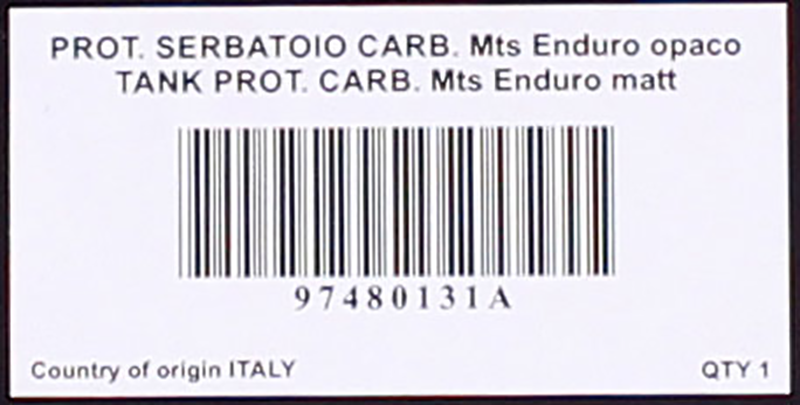 PROT. SERBATOIO CARB. Mts Enduro opaco
TANK PROT. CARB. Mts Enduro matt
97480131A
Country of origin ITALY
QTY 1